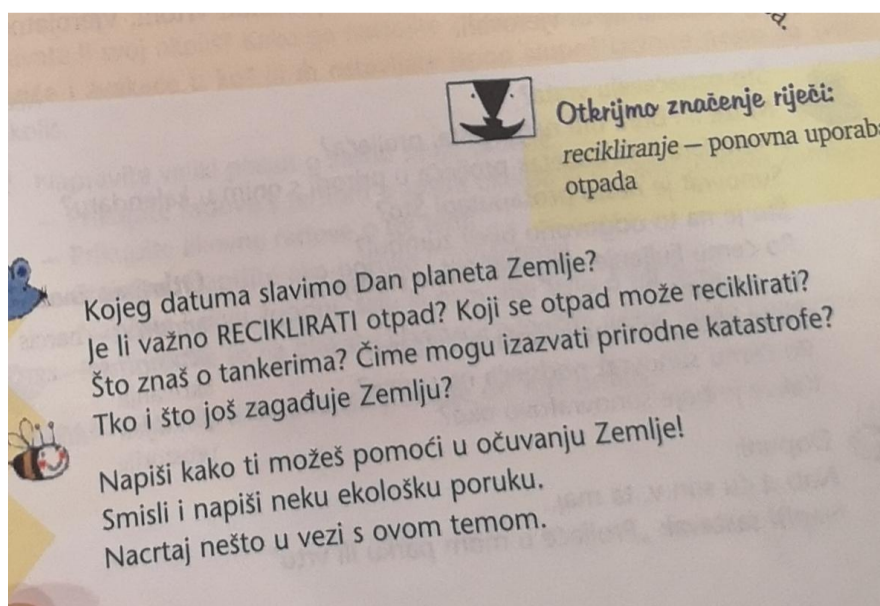 Otkrijmo značenje riječi:
recikliranje – ponovna uporaba
otpada
Kojeg datuma slavimo Dan planeta Zemlje?
Je li važno RECIKLIRATI otpad? Koji se otpad može reciklirati?
Što znaš o tankerima? Čime mogu izazvati prirodne katastrofe?
Tko i što još zagađuje Zemlju?
Napiši kako ti možeš pomoći u očuvanju Zemlje!
Smisli i napiši neku ekološku poruku.
Nacrtaj nešto u vezi s ovom temom.